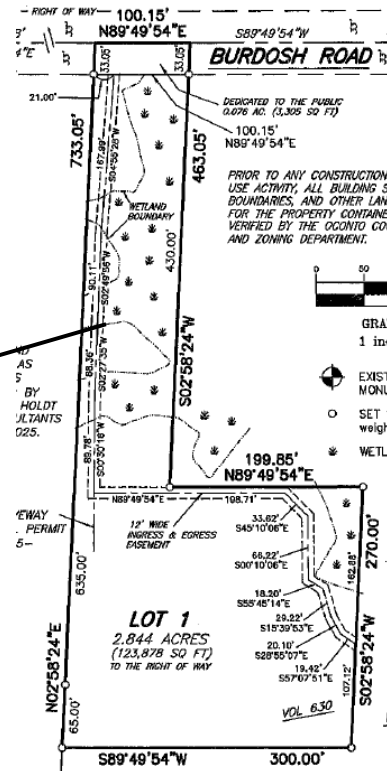 RIGHT OF WAY
100.15'
N89°49'54"E
S89°49'54"W
BURDOSH ROAD
33.05'
33.05'
21.00'
DEDICATED TO THE PUBLIC
0.076 AC. (3,305 SQ FT)
100.15'
N89°49'54"E
733.05'
463.05'
167.99'
S04°56'28"W
PRIOR TO ANY CONSTRUCTION
USE ACTIVITY, ALL BUILDING S
BOUNDARIES, AND OTHER LAN
FOR THE PROPERTY CONTAINE
VERIFIED BY THE OCONTO CO
AND ZONING DEPARTMENT.
WETLAND
BOUNDARY
430.00'
S02°58'24"W
90.11'
S02°49'56"W
0
50
GRA
1 in
88.36'
S02°27'35"W
AS
BY
HOLDT
ULTANTS
025.
EXIST
MONU
SET
weigh
WETL
89.78'
S00°30'18"W
199.85'
N89°49'54"E
N89°49'54"E
198.71'
12' WIDE
INGRESS & EGRESS
EASEMENT
EWAY
PERMIT
5-
33.62'
S45°10'06"E
66.22'
S00°10'06"E
162.88'
270.00'
S02°58'24"W
18.20'
S55°45'14"E
29.22'
S15°39'53"E
20.10'
S28°55'07"E
19.42'
S57°07'51"E
107.12'
635.00'
N02°58'24"E
LOT 1
2.844 ACRES
(123,878 SQ FT)
TO THE RIGHT OF WAY
VOL 630
65.00'
S89°49'54"W
300.00'